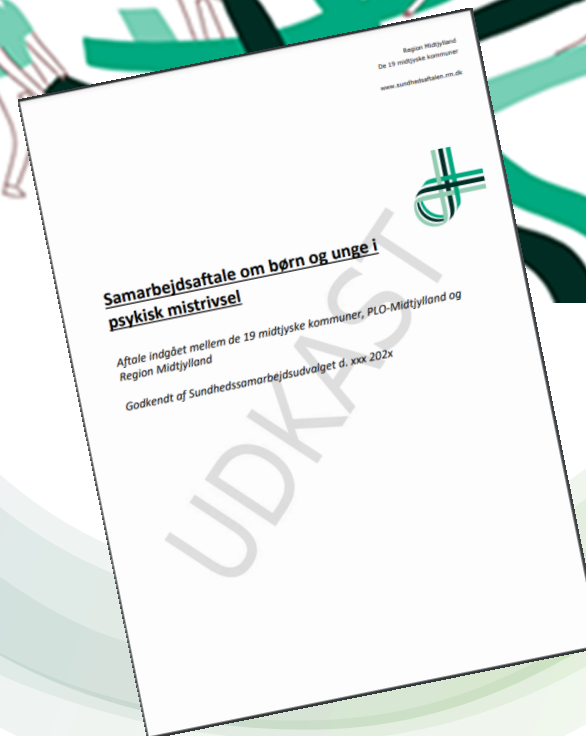 Region Midtjylland
De 19 midtjyske kommuner
www.sundhedsaftalen.rm.dk
Samarbejdsaftale om børn og unge i
psykisk mistrivsel
Aftale indgået mellem de 19 midtjyske kommuner, PLO-Midtjylland og
Region Midtjylland
Godkendt af Sundhedssamarbejdsudvalget d. xxx 202x
UDKAST